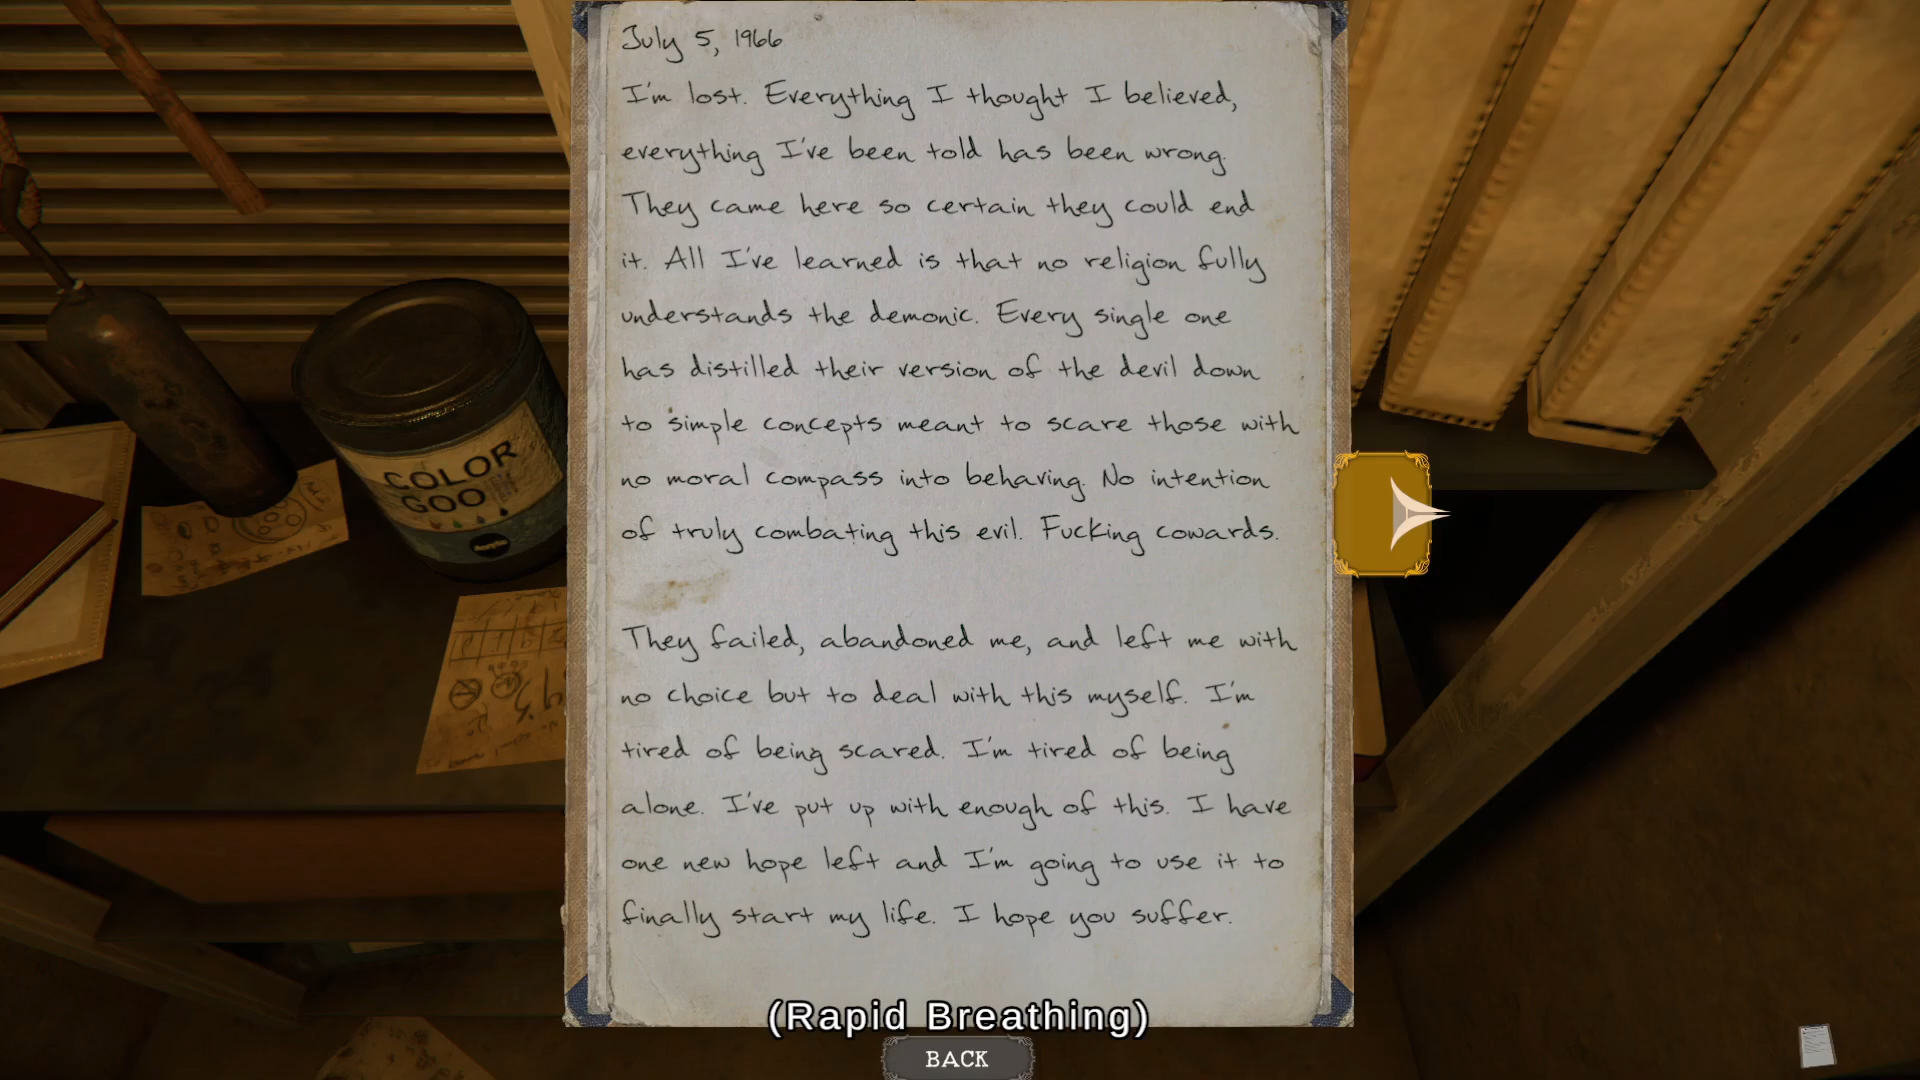 July 5, 1966
I'm lost. Everything I thought I believed,
everything I've been told has been wrong.
They came here so certain they could end
it. All I've learned is that no religion fully
understands the demonic. Every single one
has distilled their version of the devil down
to simple concepts meant to scare those with
no moral compass into behaving. No intention
of truly combating this evil. Fucking cowards.
They failed, abandoned me, and left me with
no choice but to deal with this myself. I'm
tired of being scared. I'm tired of being
alone. I've put up with enough of this. I have
one new hope left and I'm going to use it to
finally start my life. I hope you suffer.
COLOR
GOO
(Rapid Breathing)
BACK